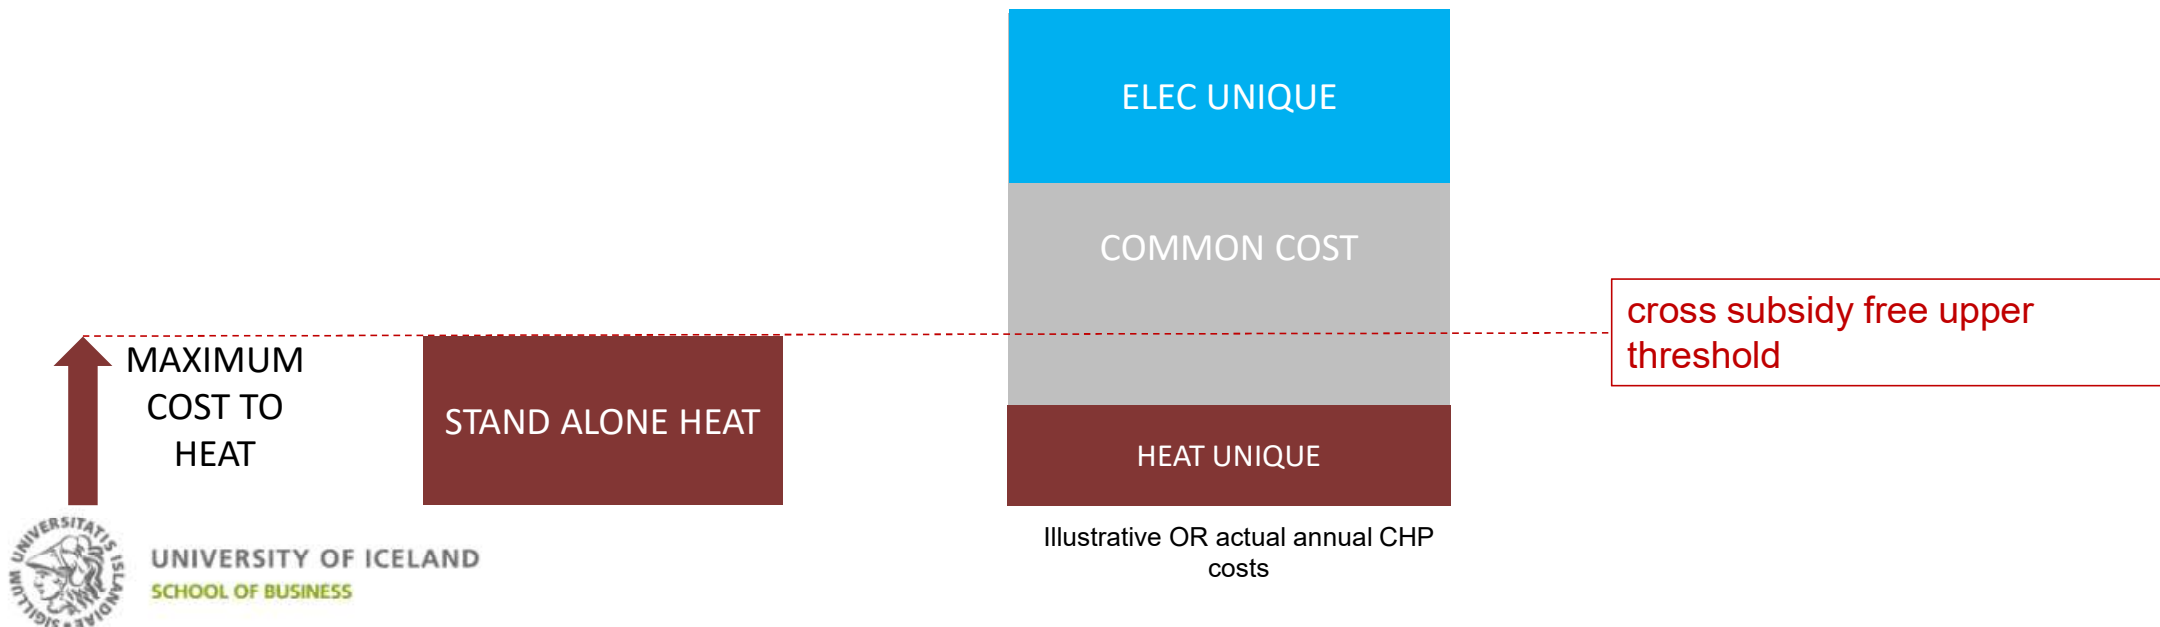 ELEC UNIQUE
COMMON COST
cross subsidy free upper
threshold
MAXIMUM
COST TO
HEAT
STAND ALONE HEAT
HEAT UNIQUE
Illustrative OR actual annual CHP
costs
UNIVERSITY OF ICELAND
SCHOOL OF BUSINESS